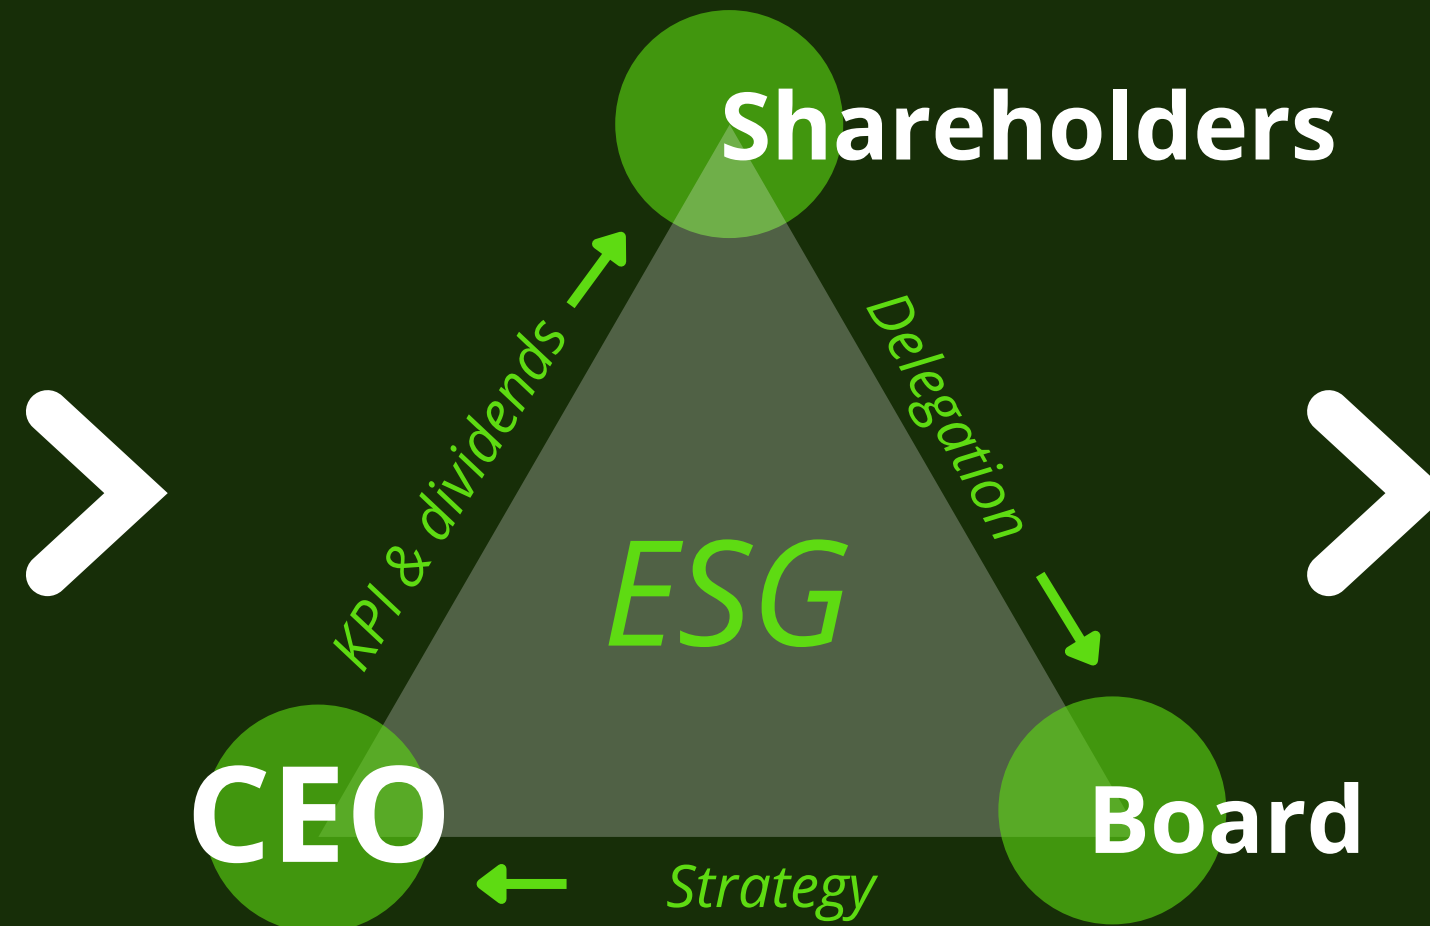 Shareholders
KPI & dividends
Delegation
ESG
CEO
Board
Strategy